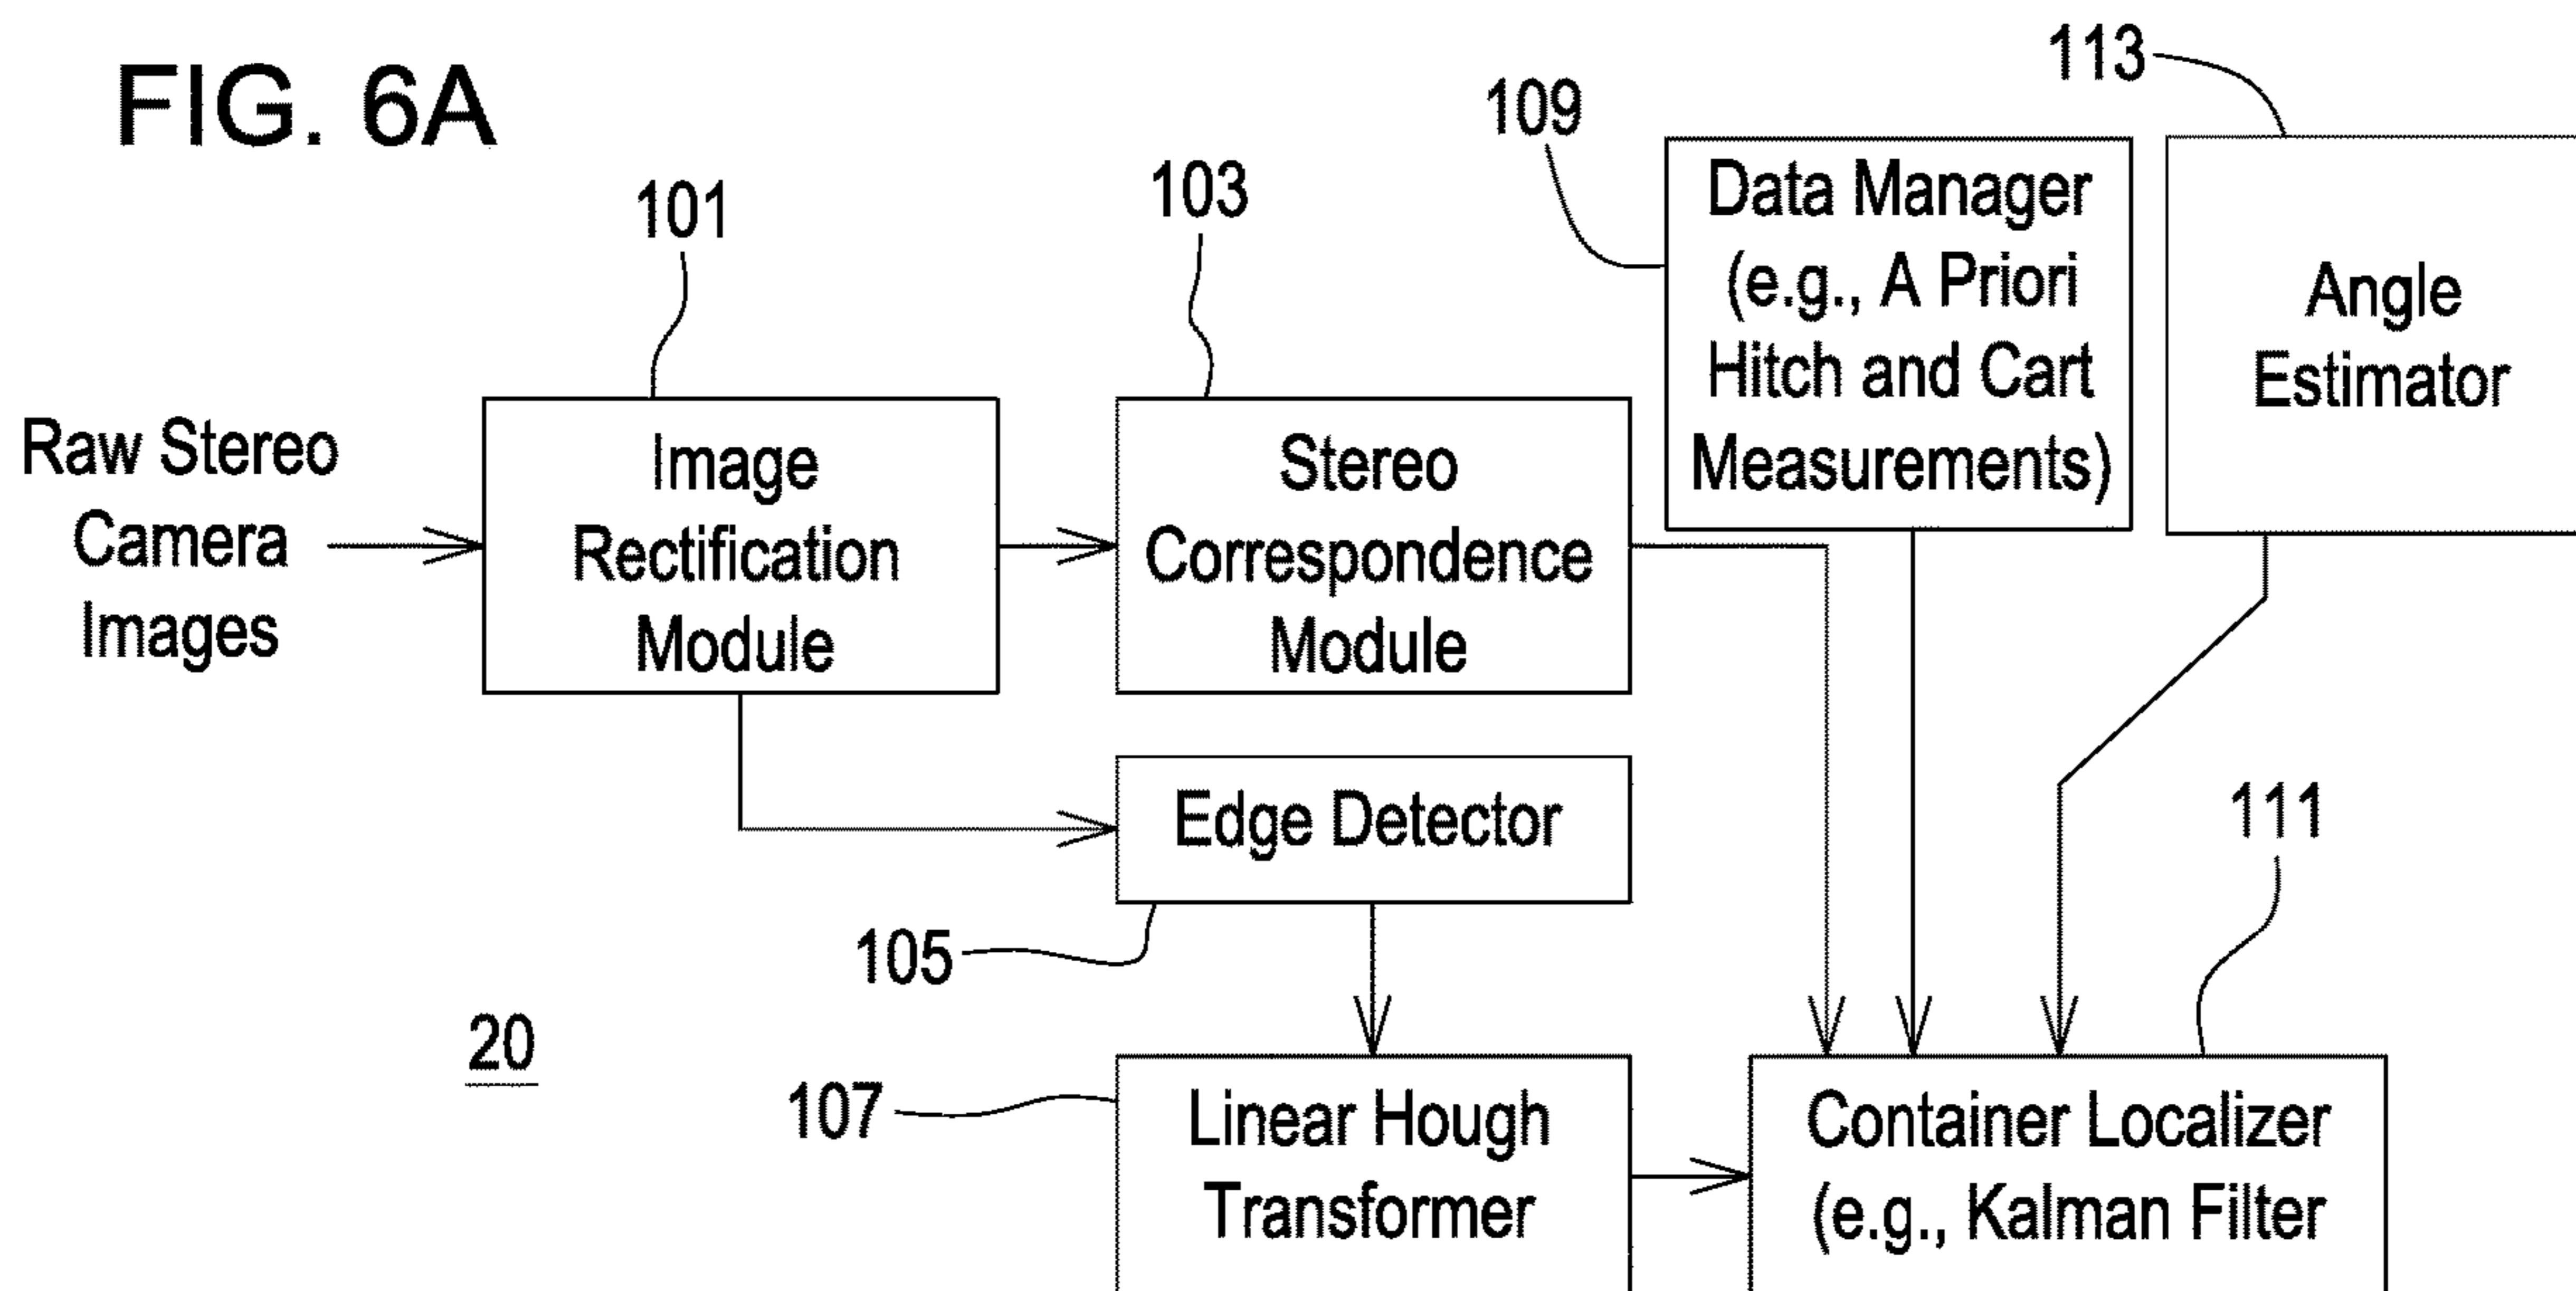 FIG. 6A
113
109
101
103
Data Manager
(e.g., A Priori
Hitch and Cart
Measurements)
Angle
Estimator
Raw Stereo
Camera
Images
Image
Rectification
Module
Stereo
Correspondence
Module
Edge Detector
111
105
20
107
Linear Hough
Transformer
Container Localizer
(e.g., Kalman Filter